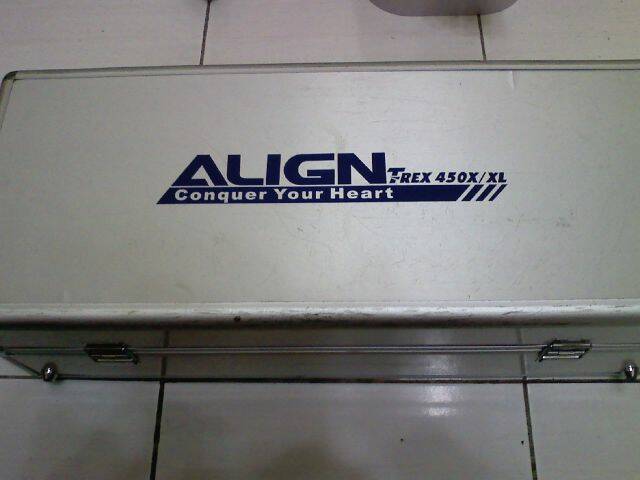 ALIGN T-REX 450X/XL
Conquer Your Heart